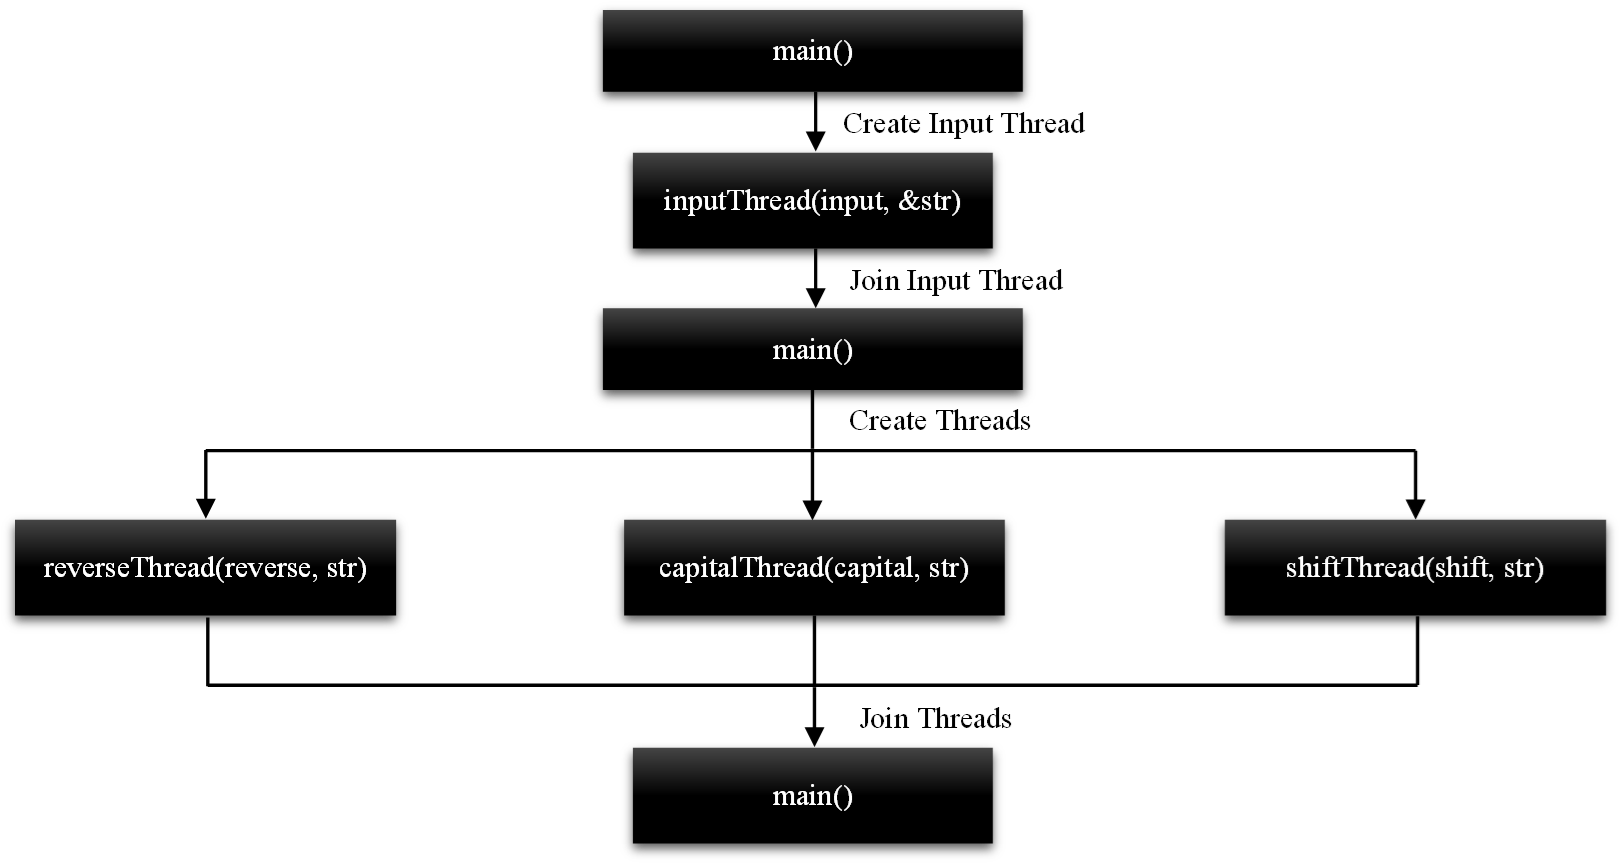 main()
Create Input Thread
inputThread(input, &str)
Join Input Thread
main()
Create Threads
reverseThread(reverse, str)
capitalThread(capital, str)
shiftThread(shift, str)
Join Threads
main()